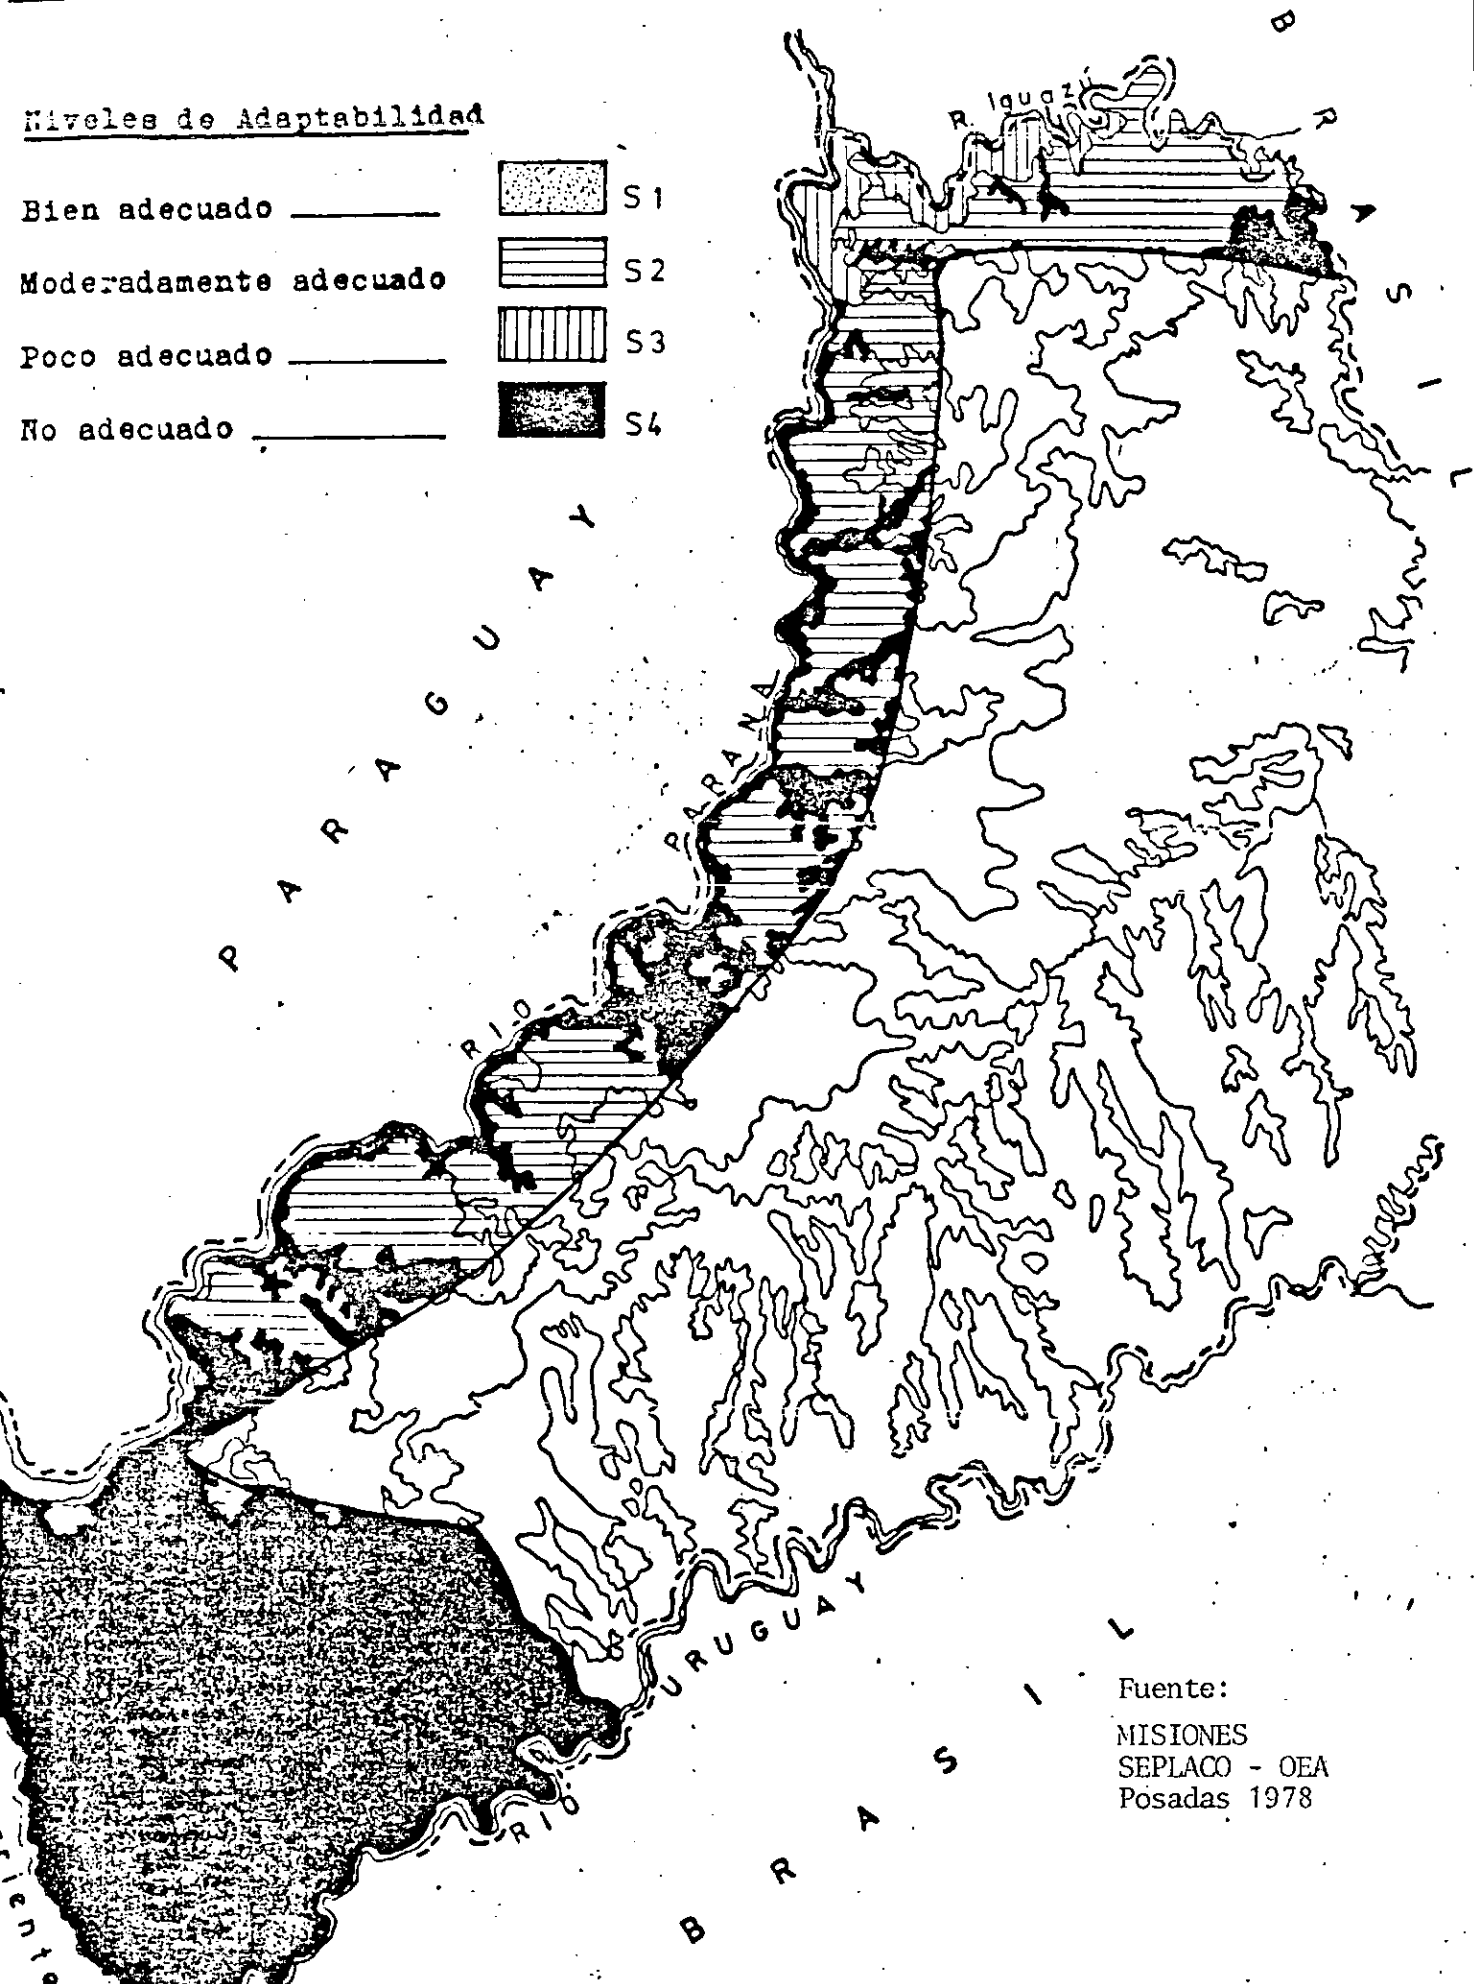 Niveles de Adaptabilidad
Bien adecuado S1
Moderadamente adecuado S2
Poco adecuado S3
No adecuado S4
R. Iguazú
BRASIL
PARAGUAY
RIO PARANA
RIO URUGUAY
BRASIL
Fuente:
MISIONES
SEPLACO - OEA
Posadas 1978